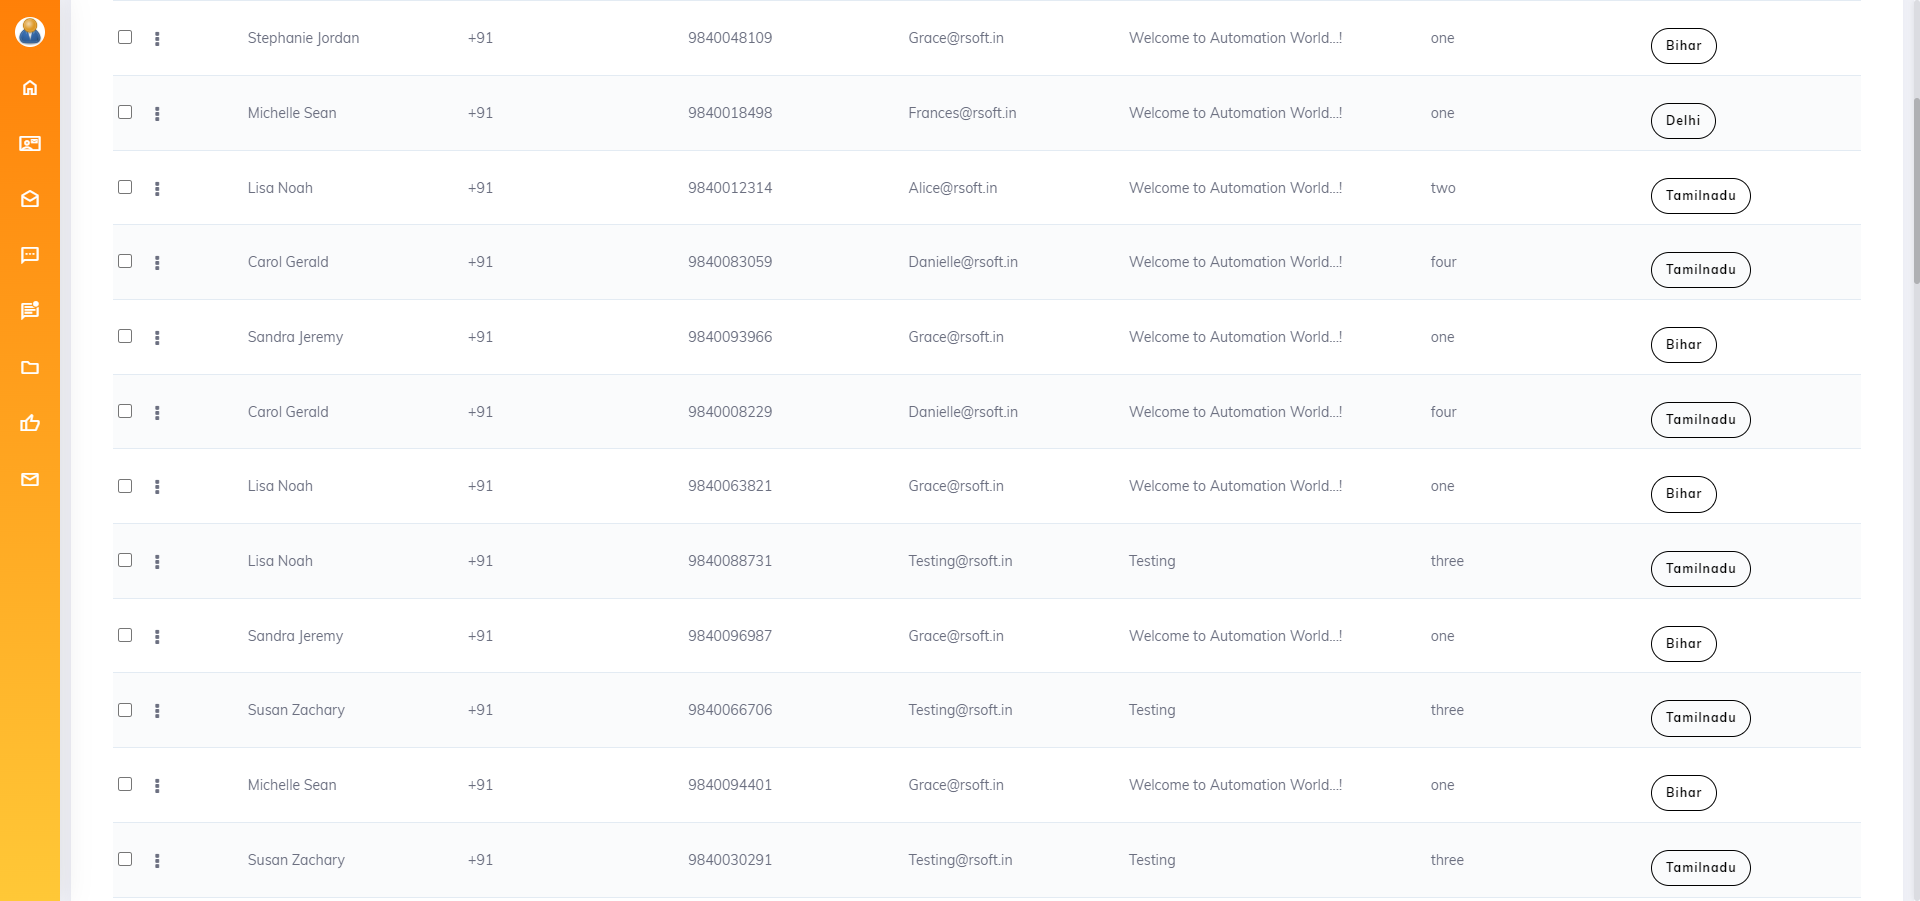 Stephanie Jordan +91 9840048109 Grace@rsoft.in Welcome to Automation World...! one Bihar
Michelle Sean +91 9840018498 Frances@rsoft.in Welcome to Automation World...! one Delhi
Lisa Noah +91 9840012314 Alice@rsoft.in Welcome to Automation World...! two Tamilnadu
Carol Gerald +91 9840083059 Danielle@rsoft.in Welcome to Automation World...! four Tamilnadu
Sandra Jeremy +91 9840093966 Grace@rsoft.in Welcome to Automation World...! one Bihar
Carol Gerald +91 9840008229 Danielle@rsoft.in Welcome to Automation World...! four Tamilnadu
Lisa Noah +91 9840063821 Grace@rsoft.in Welcome to Automation World...! one Bihar
Lisa Noah +91 9840088731 Testing@rsoft.in Testing three Tamilnadu
Sandra Jeremy +91 9840096987 Grace@rsoft.in Welcome to Automation World...! one Bihar
Susan Zachary +91 9840066706 Testing@rsoft.in Testing three Tamilnadu
Michelle Sean +91 9840094401 Grace@rsoft.in Welcome to Automation World...! one Bihar
Susan Zachary +91 9840030291 Testing@rsoft.in Testing three Tamilnadu